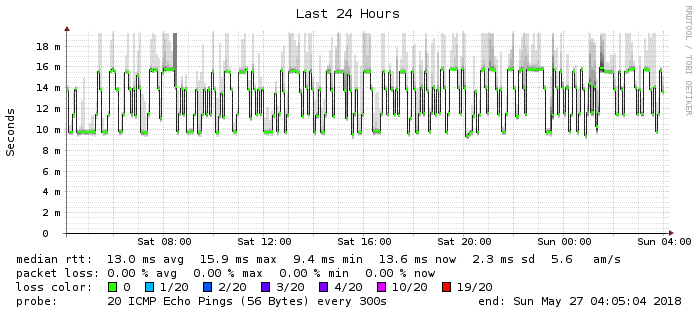 Last 24 Hours
RRDTOOL / TOBI OETIKER
Seconds
18 m
16 m
14 m
12 m
10 m
8 m
6 m
4 m
2 m
0
Sat 08:00 Sat 12:00 Sat 16:00 Sat 20:00 Sun 00:00 Sun 04:00
median rtt: 13.0 ms avg 15.9 ms max 9.4 ms min 13.6 ms now 2.3 ms sd 5.6 am/s
packet loss: 0.00 % avg 0.00 % max 0.00 % min 0.00 % now
loss color: 0 1/20 2/20 3/20 4/20 10/20 19/20
probe: 20 ICMP Echo Pings (56 Bytes) every 300s end: Sun May 27 04:05:04 2018